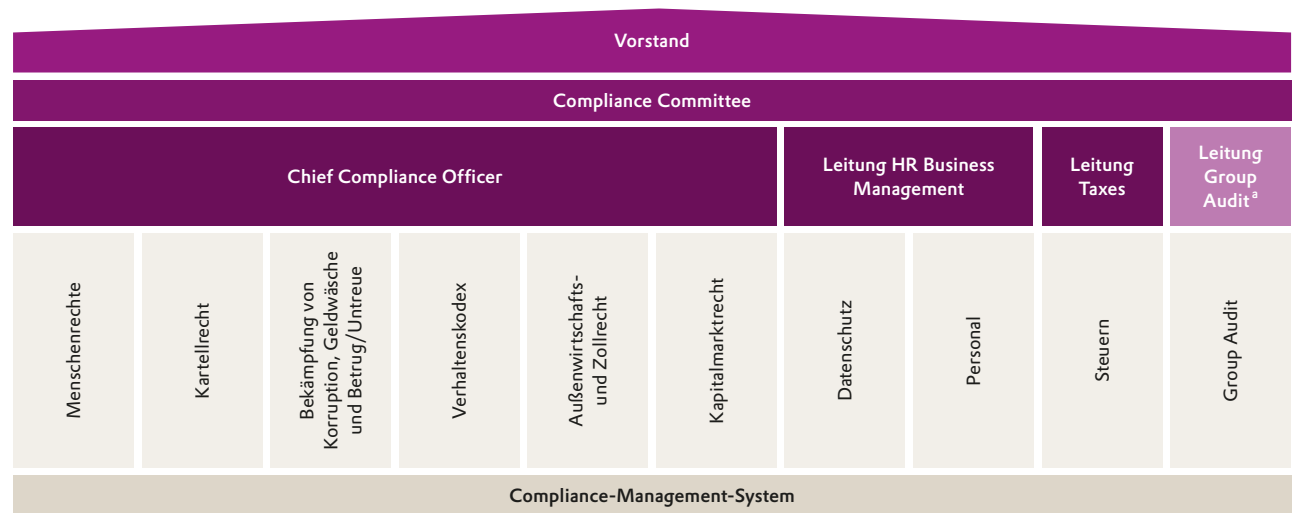 Vorstand
Compliance Committee
Chief Compliance Officer
Leitung HR Business
Management
Leitung
Taxes
Leitung
Group
Audit a
Menschenrechte
Kartellrecht
Bekämpfung von
Korruption, Geldwäsche
und Betrug/Untreue
Verhaltenskodex
Außenwirtschafts-
und Zollrecht
Kapitalmarktrecht
Datenschutz
Personal
Steuern
Group Audit
Compliance-Management-System